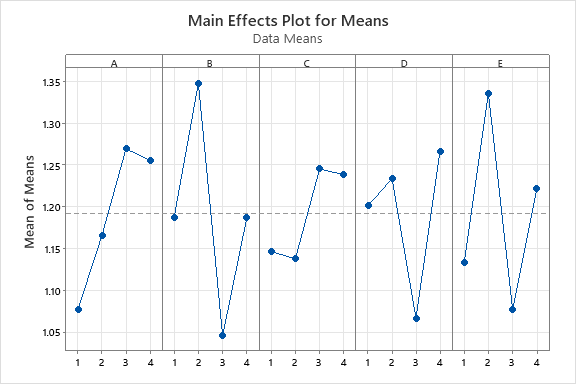 Main Effects Plot for Means
Data Means
A B C D E
1.35
1.30
1.25
1.20
1.15
1.10
1.05
Mean of Means
1 2 3 4 1 2 3 4 1 2 3 4 1 2 3 4 1 2 3 4